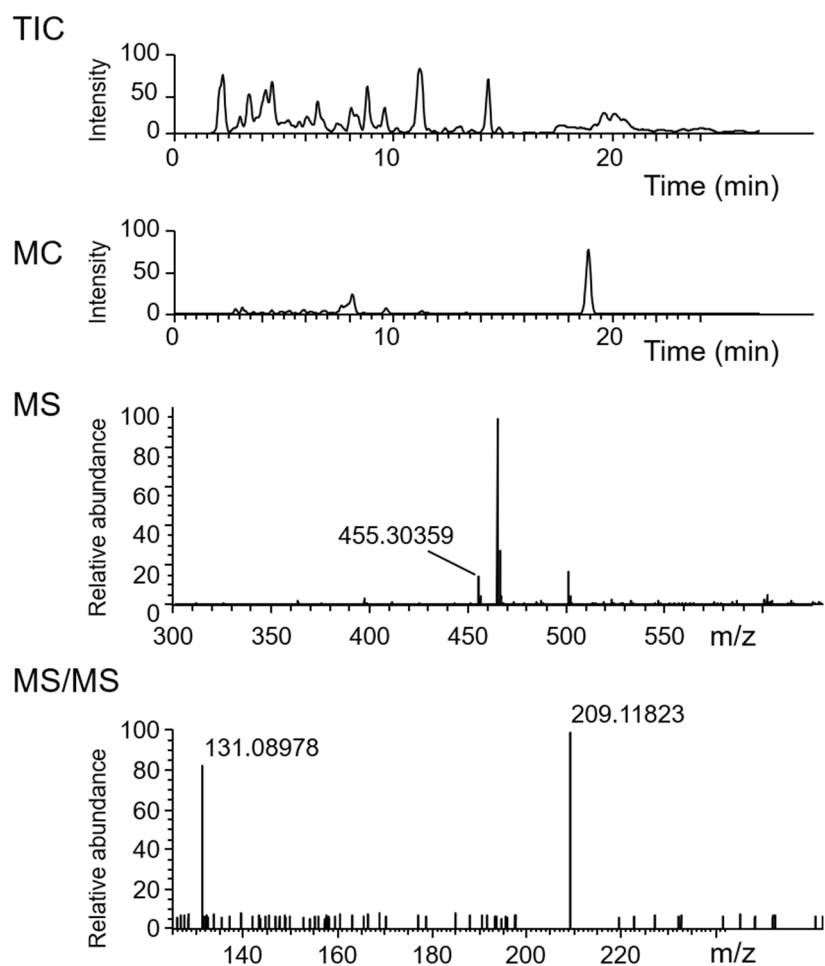 TIC
Intensity
100
50
0
0 10 20
Time (min)
MC
Intensity
100
50
0
0 10 20
Time (min)
MS
Relative abundance
100
80
60
40
20
0
455.30359
300 350 400 450 500 550 m/z
MS/MS
Relative abundance
100
80
60
40
20
0
131.08978
209.11823
140 160 180 200 220 m/z